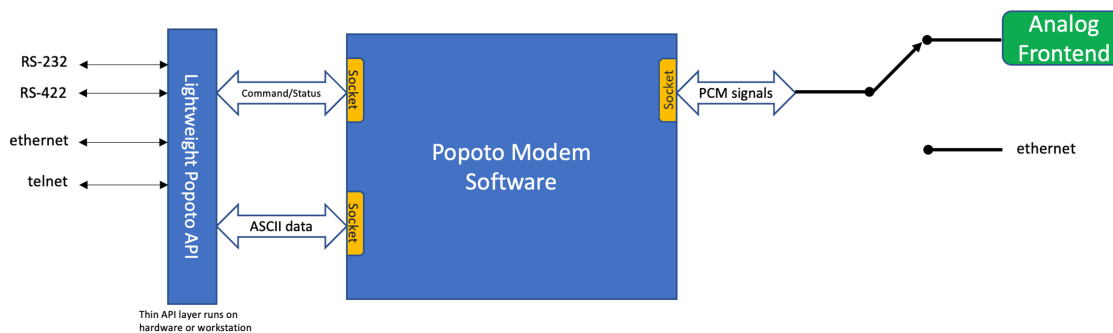 RS-232
RS-422
ethernet
telnet
Lightweight Popoto API
Thin API layer runs on
hardware or workstation
Command/Status
ASCII data
Socket
Socket
Popoto Modem
Software
Socket
PCM signals
Analog
Frontend
ethernet